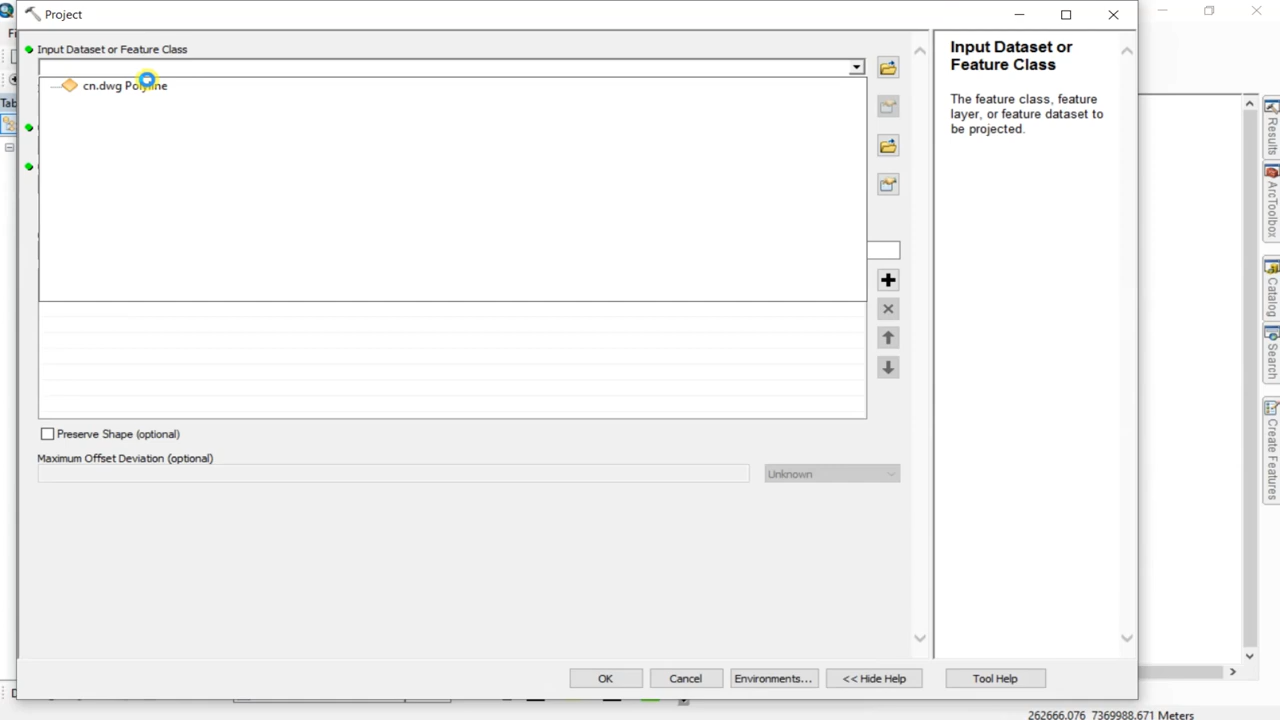 Project
Input Dataset or Feature Class
cn.dwg Polyline
Preserve Shape (optional)
Maximum Offset Deviation (optional)
Unknown
OK
Cancel
Environments...
<< Hide Help
Tool Help
Input Dataset or
Feature Class
The feature class, feature
layer, or feature dataset to
be projected.
Results
ArcToolbox
Catalog
Search
Create Features
262666.076 7369988.671 Meters